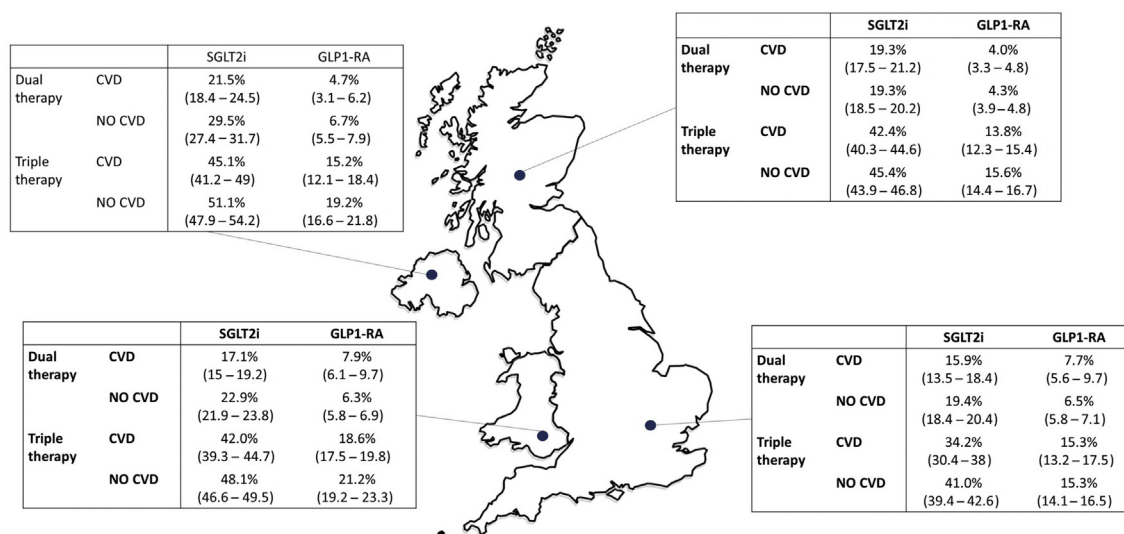 SGLT2i GLP1-RA
Dual therapy CVD 21.5% 4.7%
(18.4 – 24.5) (3.1 – 6.2)
NO CVD 29.5% 6.7%
(27.4 – 31.7) (5.5 – 7.9)
Triple therapy CVD 45.1% 15.2%
(41.2 – 49) (12.1 – 18.4)
NO CVD 51.1% 19.2%
(47.9 – 54.2) (16.6 – 21.8)
SGLT2i GLP1-RA
Dual therapy CVD 19.3% 4.0%
(17.5 – 21.2) (3.3 – 4.8)
NO CVD 19.3% 4.3%
(18.5 – 20.2) (3.9 – 4.8)
Triple therapy CVD 42.4% 13.8%
(40.3 – 44.6) (12.3 – 15.4)
NO CVD 45.4% 15.6%
(43.9 – 46.8) (14.4 – 16.7)
SGLT2i GLP1-RA
Dual therapy CVD 17.1% 7.9%
(15 – 19.2) (6.1 – 9.7)
NO CVD 22.9% 6.3%
(21.9 – 23.8) (5.8 – 6.9)
Triple therapy CVD 42.0% 18.6%
(39.3 – 44.7) (17.5 – 19.8)
NO CVD 48.1% 21.2%
(46.6 – 49.5) (19.2 – 23.3)
SGLT2i GLP1-RA
Dual therapy CVD 15.9% 7.7%
(13.5 – 18.4) (5.6 – 9.7)
NO CVD 19.4% 6.5%
(18.4 – 20.4) (5.8 – 7.1)
Triple therapy CVD 34.2% 15.3%
(30.4 – 38) (13.2 – 17.5)
NO CVD 41.0% 15.3%
(39.4 – 42.6) (14.1 – 16.5)